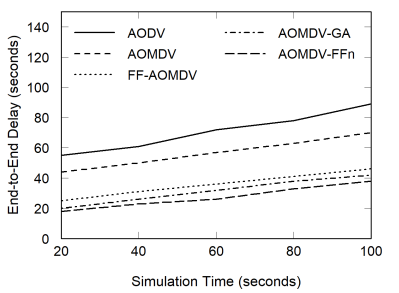 140
120
100
80
60
40
20
0
End-to-End Delay (seconds)
AODV
AOMDV
FF-AOMDV
AOMDV-GA
AOMDV-FFn
20 40 60 80 100
Simulation Time (seconds)